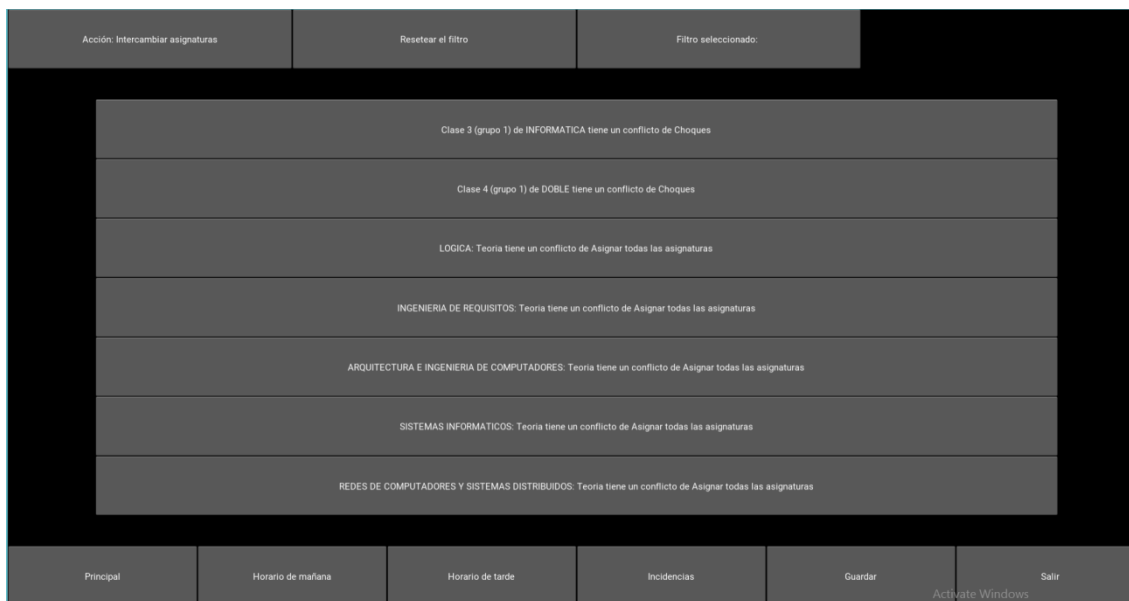 Acción: Intercambiar asignaturas
Resetear el filtro
Filtro seleccionado:
Clase 3 (grupo 1) de INFORMATICA tiene un conflicto de Choques
Clase 4 (grupo 1) de DOBLE tiene un conflicto de Choques
LOGICA: Teoria tiene un conflicto de Asignar todas las asignaturas
INGENIERIA DE REQUISITOS: Teoria tiene un conflicto de Asignar todas las asignaturas
ARQUITECTURA E INGENIERIA DE COMPUTADORES: Teoria tiene un conflicto de Asignar todas las asignaturas
SISTEMAS INFORMATICOS: Teoria tiene un conflicto de Asignar todas las asignaturas
REDES DE COMPUTADORES Y SISTEMAS DISTRIBUIDOS: Teoria tiene un conflicto de Asignar todas las asignaturas
Principal
Horario de mañana
Horario de tarde
Incidencias
Guardar
Salir
Activate Windows